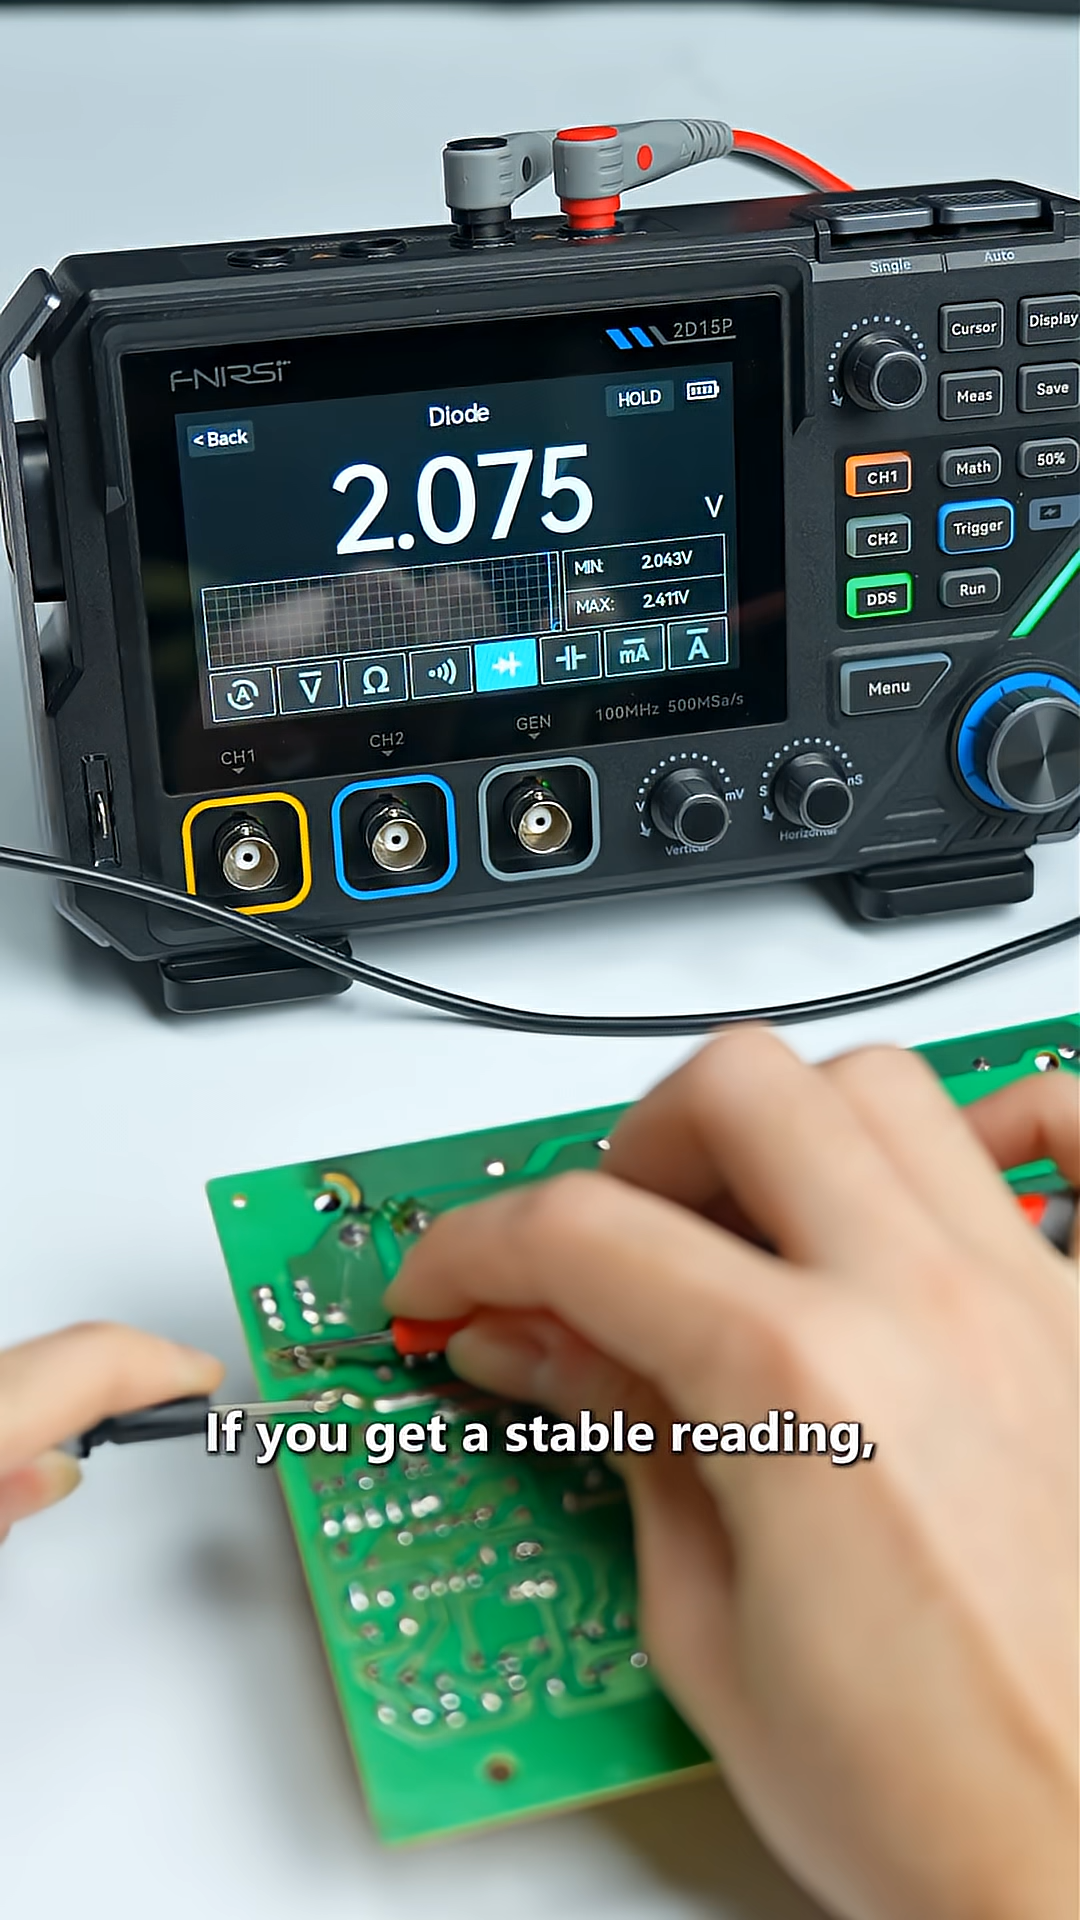 Single
Auto
FNIRSI
2D15P
Cursor
Display
Meas
Save
CH1
Math
50%
CH2
Trigger
DDS
Run
Menu
< Back
Diode
HOLD
2.075
V
MIN: 2.043V
MAX: 2.411V
A
V
Ω
mA
A
100MHz 500MSa/s
CH1
CH2
GEN
V
mV
Vertical
S
nS
Horizontal
If you get a stable reading,